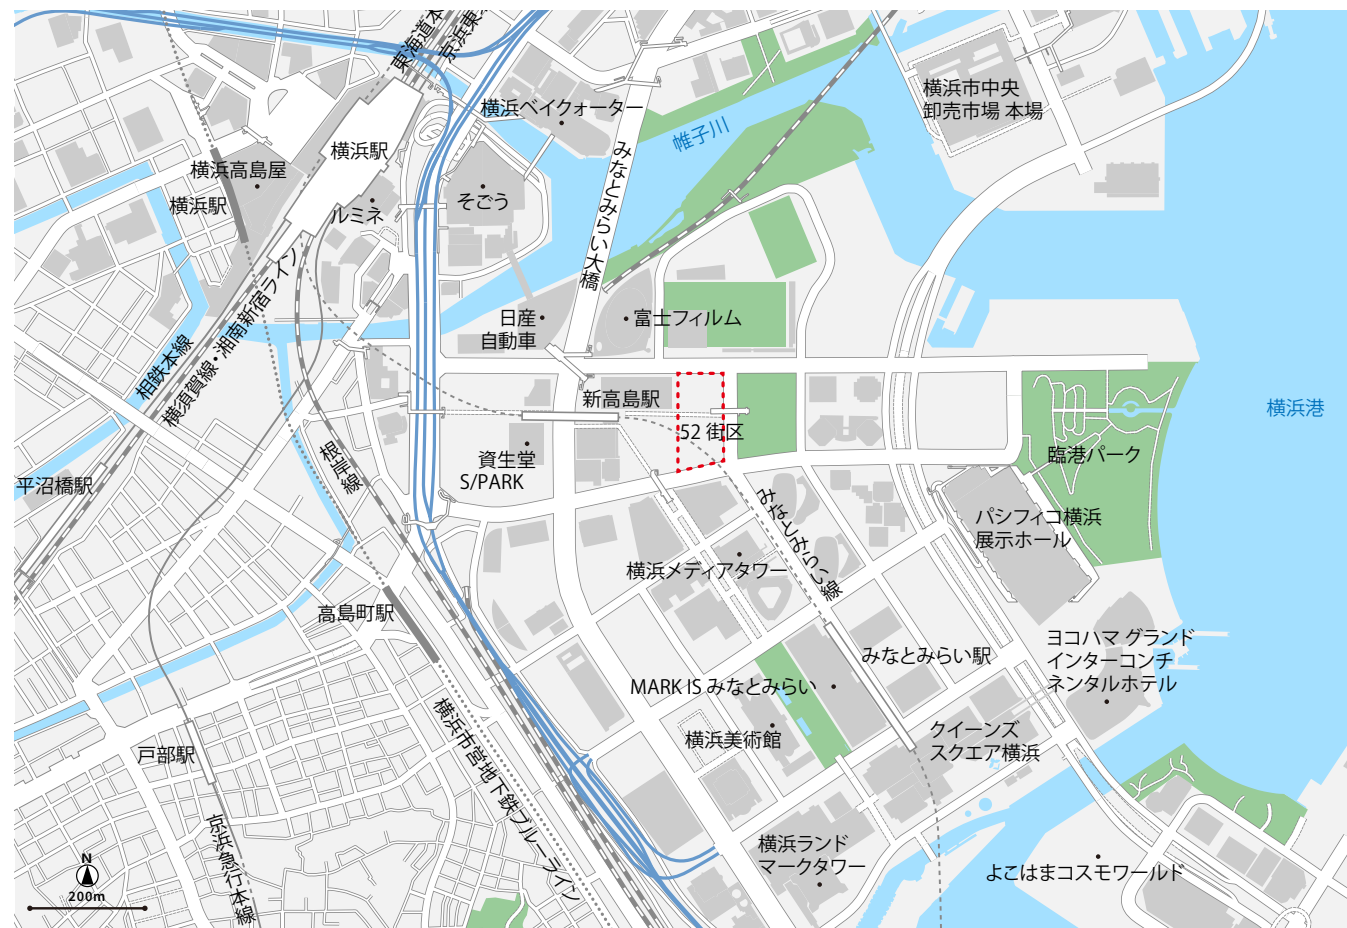 東海道本
京浜東
横浜ベイクォーター
横浜市中央
卸売市場 本場
帷子川
横浜駅
みなとみらい大橋
横浜高島屋
横浜駅
ルミネ
そごう
相鉄本線
横須賀線・湘南新宿ライン
日産
自動車
富士フイルム
新高島駅
52 街区
横浜港
臨港パーク
根岸線
資生堂
S/PARK
平沼橋駅
みなとみらい線
パシフィコ横浜
展示ホール
横浜メディアタワー
高島町駅
ヨコハマ グランド
インターコンチ
ネンタルホテル
みなとみらい駅
MARK IS みなとみらい
横浜美術館
クイーンズ
スクエア横浜
戸部駅
横浜市営地下鉄ブルーライン
京浜急行本線
横浜ランド
マークタワー
よこはまコスモワールド
N
200m